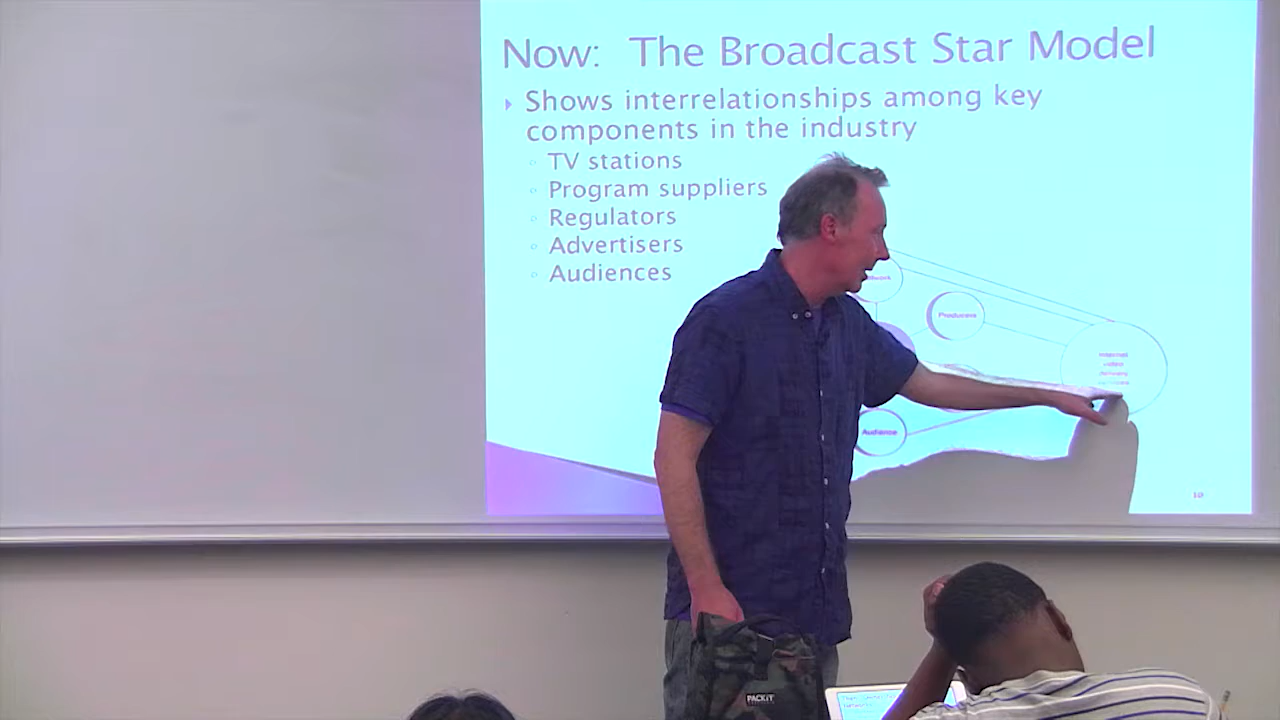 Now: The Broadcast Star Model
Shows interrelationships among key
components in the industry
TV stations
Program suppliers
Regulators
Advertisers
Audiences
Producers
Audience
10
PACKiT